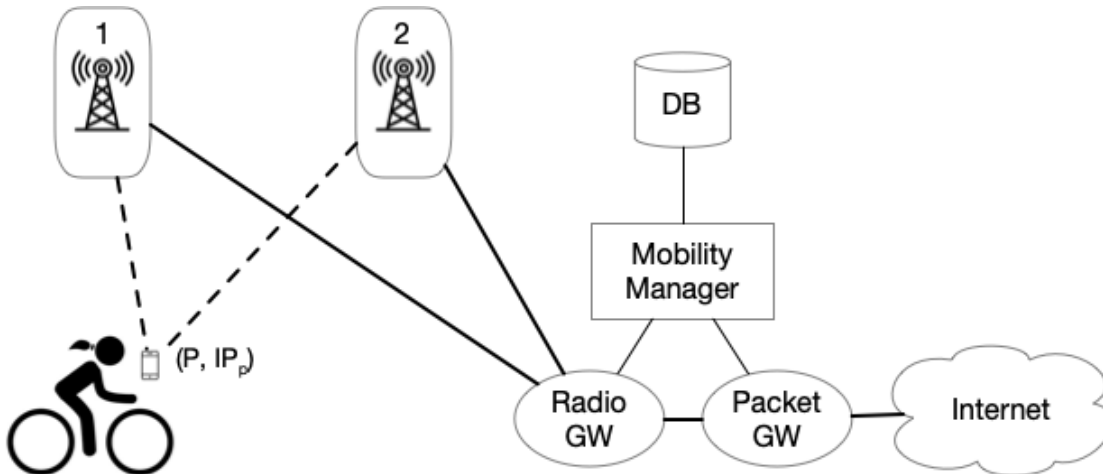 1
2
DB
Mobility
Manager
(P, IPp)
Radio
GW
Packet
GW
Internet